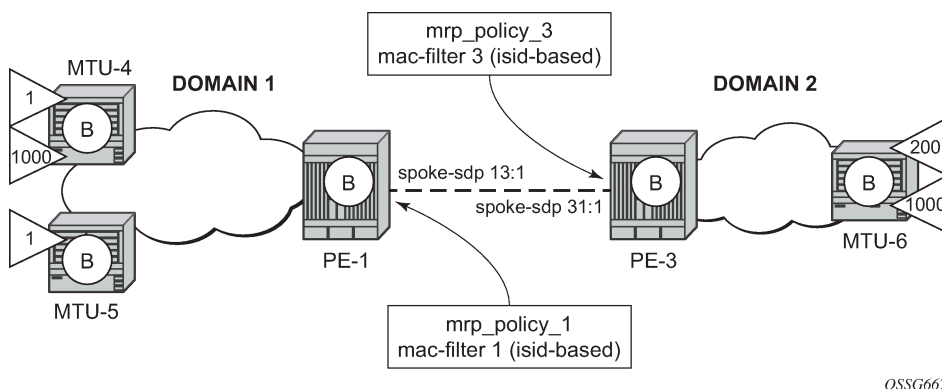 mrp_policy_3
mac-filter 3 (isid-based)
MTU-4
DOMAIN 1
DOMAIN 2
1
B
1000
200
B
spoke-sdp 13:1
B
B
spoke-sdp 31:1
1000
1
B
PE-1
PE-3
MTU-6
MTU-5
mrp_policy_1
mac-filter 1 (isid-based)